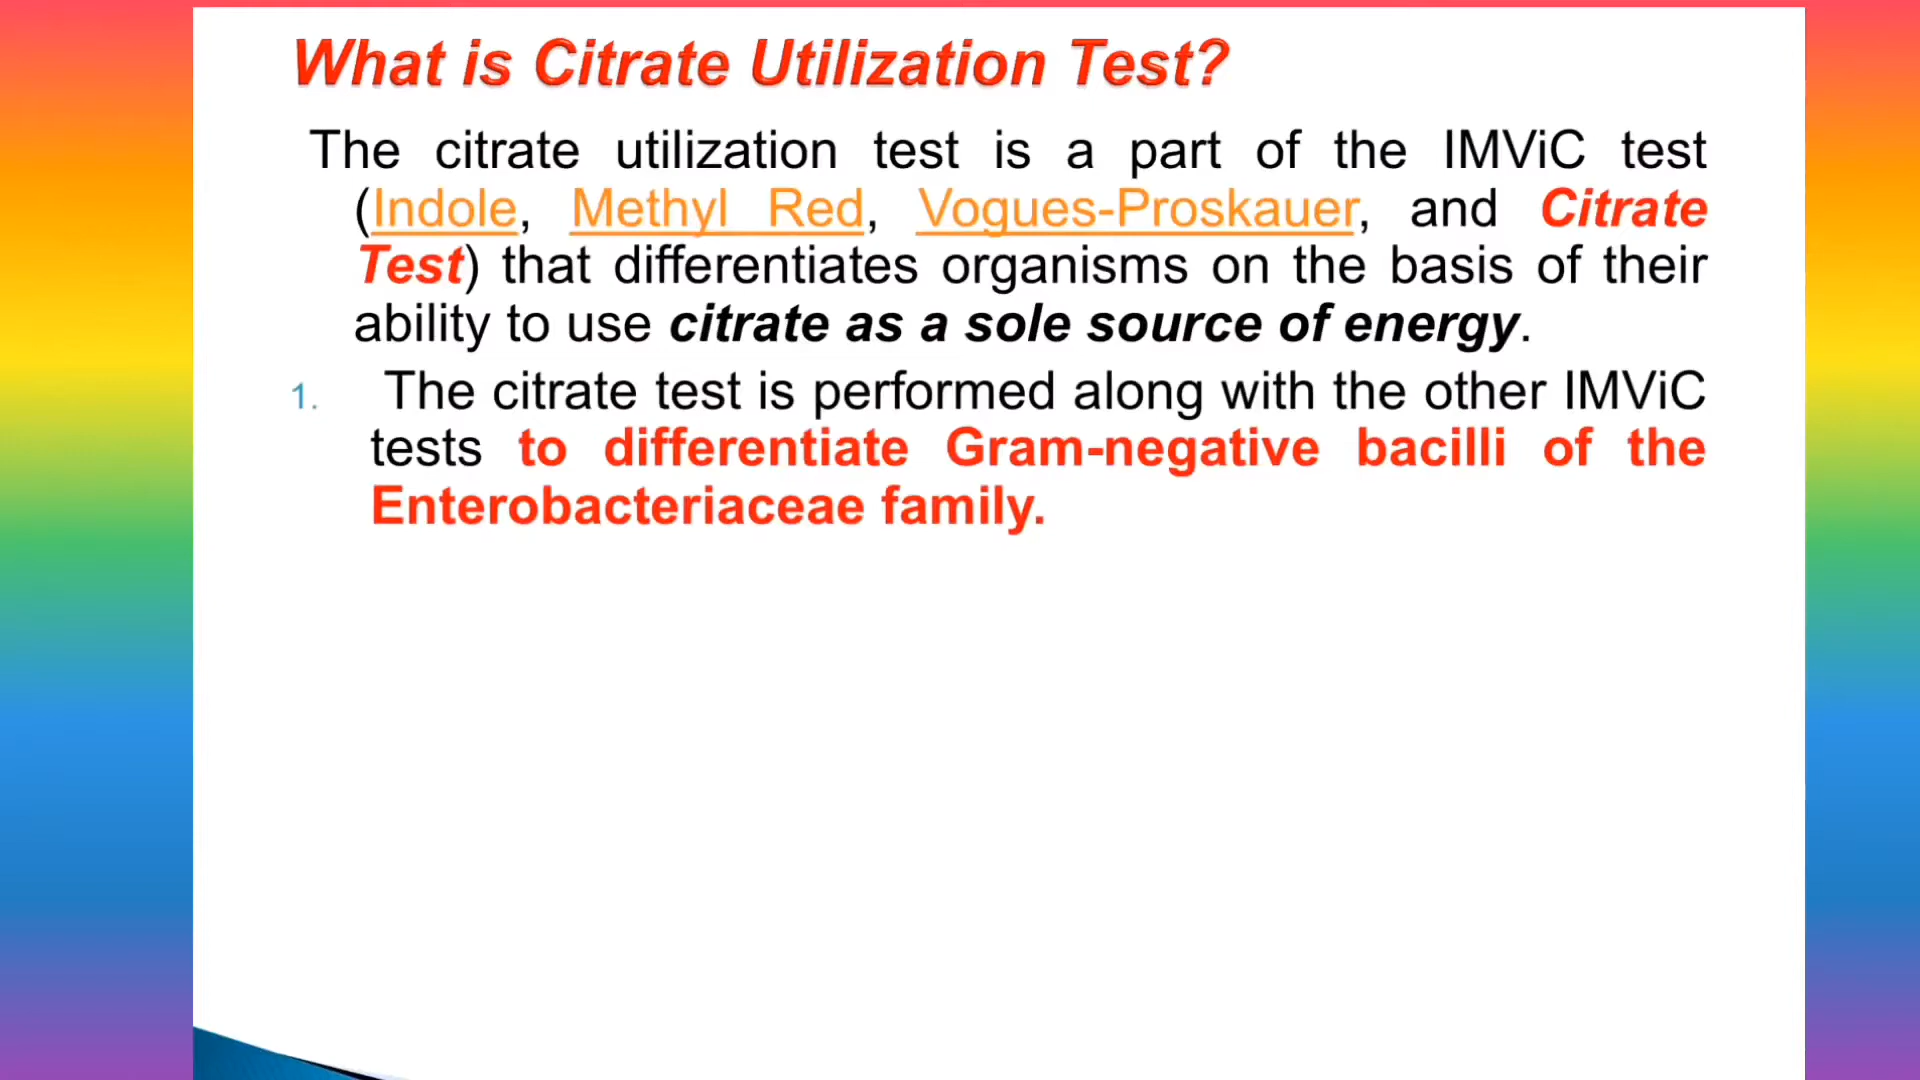 What is Citrate Utilization Test?
The citrate utilization test is a part of the IMViC test
(Indole, Methyl Red, Vogues-Proskauer, and Citrate
Test) that differentiates organisms on the basis of their
ability to use citrate as a sole source of energy.
1. The citrate test is performed along with the other IMViC
tests to differentiate Gram-negative bacilli of the
Enterobacteriaceae family.